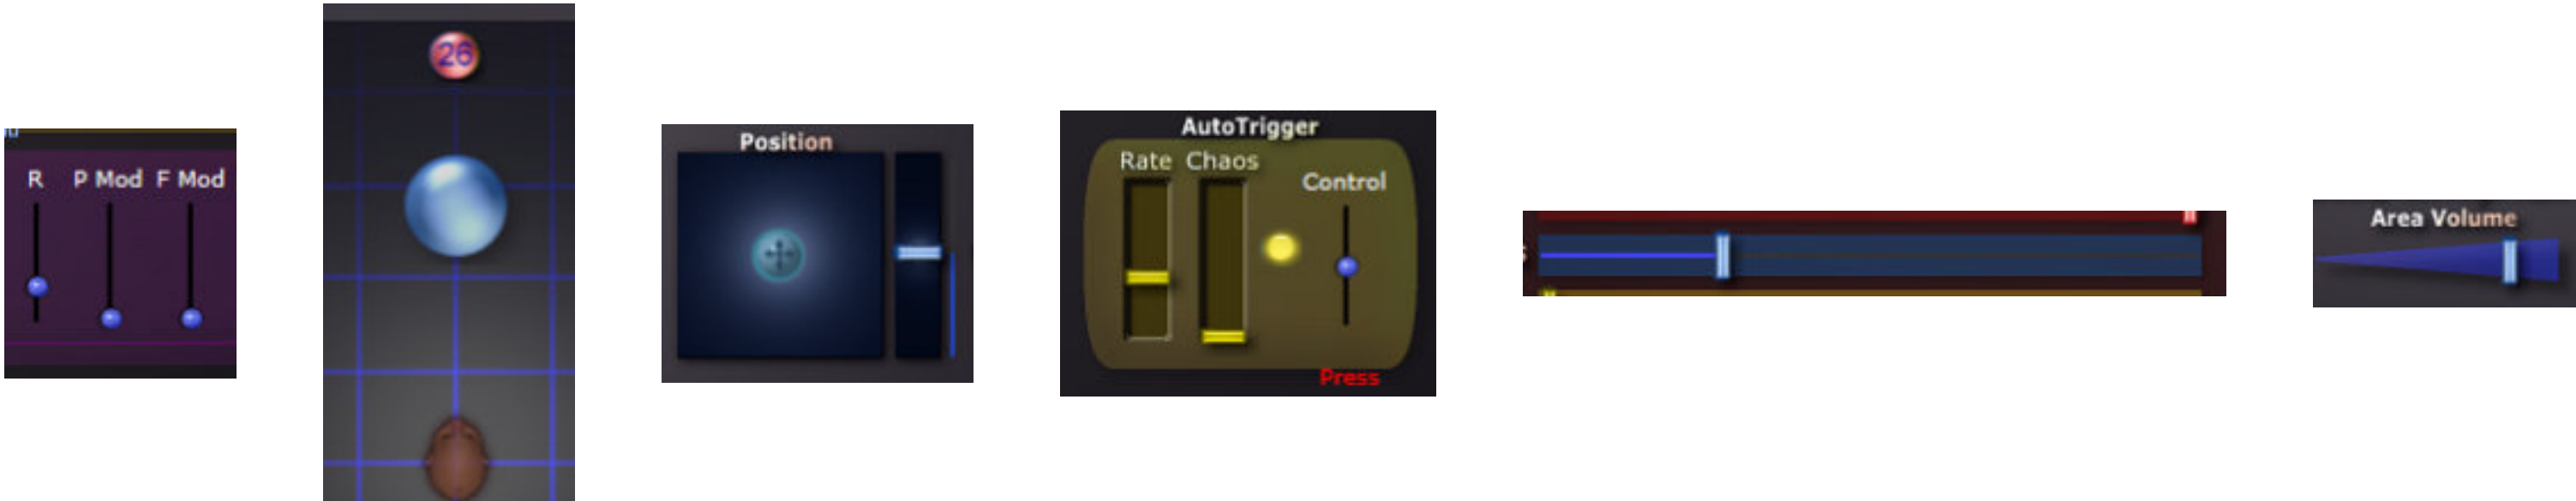 R P Mod F Mod
26
Position
AutoTrigger
Rate Chaos
Control
Press
Area Volume